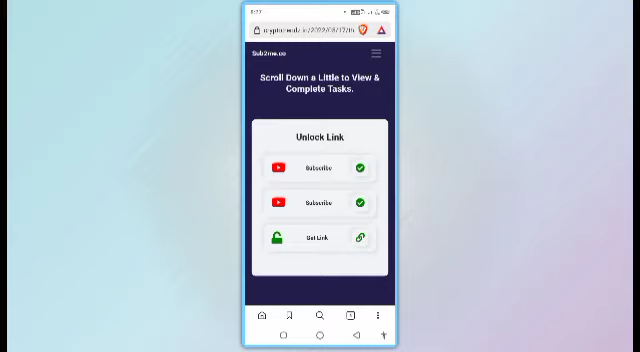 Sub2me.co
Scroll Down a Little to View &
Complete Tasks.
Unlock Link
Subscribe
Subscribe
Get Link